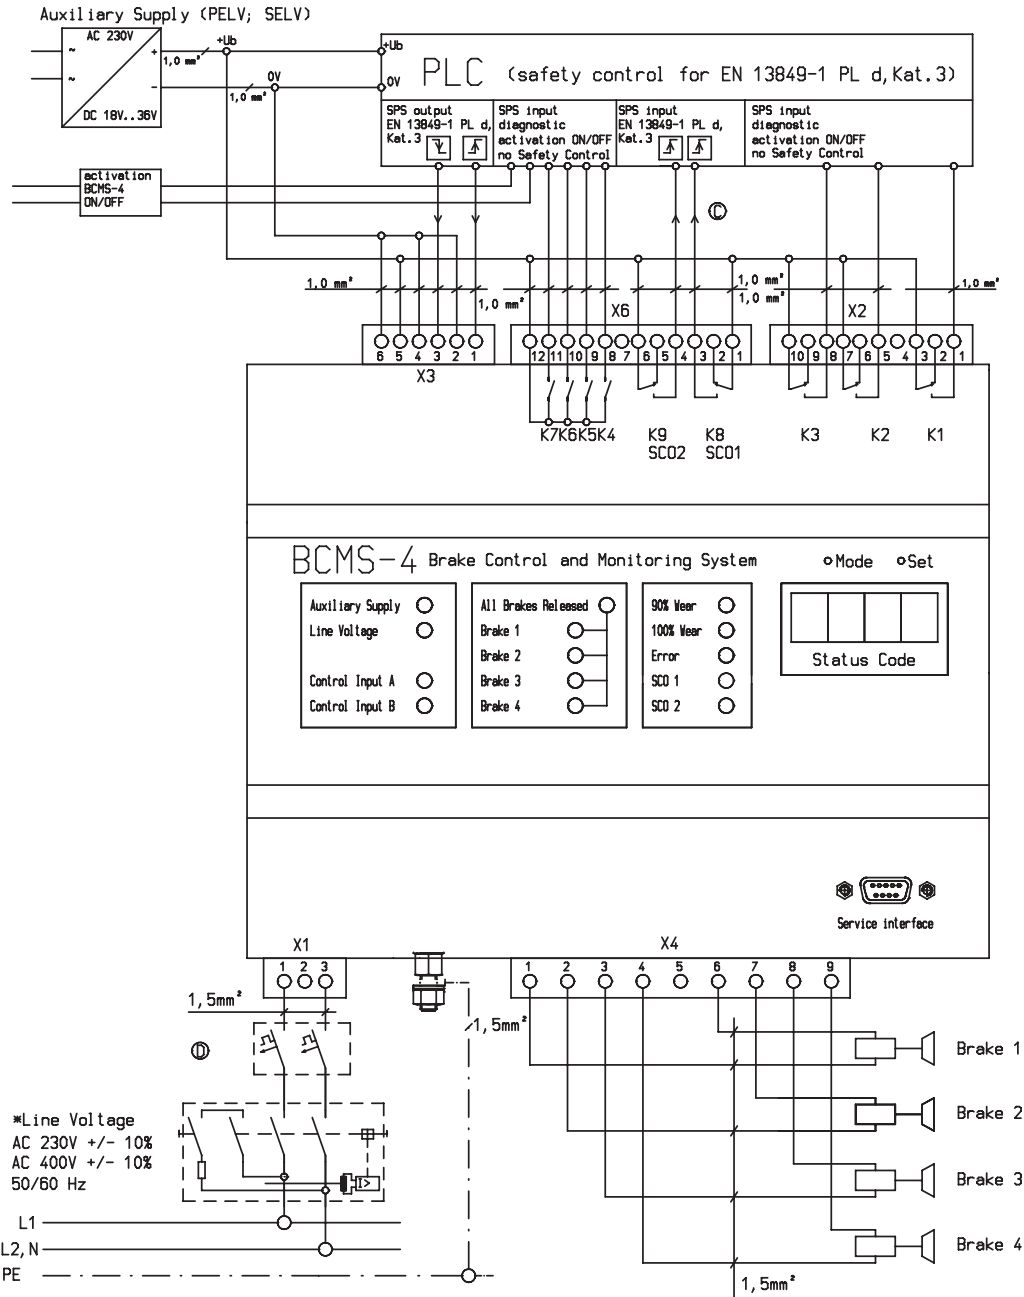 Auxiliary Supply (PELV; SELV)
AC 230V
~
~
+
-
DC 18V..36V
+Ub
1,0 mm²
0V
1,0 mm²
+Ub
0V
PLC (safety control for EN 13849-1 PL d,Kat.3)
SPS output
EN 13849-1 PL d,
Kat.3
SPS input
diagnostic
activation ON/OFF
no Safety Control
SPS input
EN 13849-1 PL d,
Kat.3
SPS input
diagnostic
activation ON/OFF
no Safety Control
activation
BCMS-4
ON/OFF
C
1,0 mm²
1,0 mm²
1,0 mm²
1,0 mm²
1,0 mm²
X6
X2
6 5 4 3 2 1
12 11 10 9 8 7 6 5 4 3 2 1
10 9 8 7 6 5 4 3 2 1
X3
K7 K6 K5 K4
K9
SCO2
K8
SCO1
K3
K2
K1
BCMS-4 Brake Control and Monitoring System
Mode
Set
Auxiliary Supply
Line Voltage
Control Input A
Control Input B
All Brakes Released
Brake 1
Brake 2
Brake 3
Brake 4
90% Wear
100% Wear
Error
SCO 1
SCO 2
Status Code
Service interface
X1
X4
1 2 3
1 2 3 4 5 6 7 8 9
1,5mm²
1,5mm²
D
Brake 1
Brake 2
Brake 3
Brake 4
*Line Voltage
AC 230V +/- 10%
AC 400V +/- 10%
50/60 Hz
I>
L1
L2,N
PE
1,5mm²